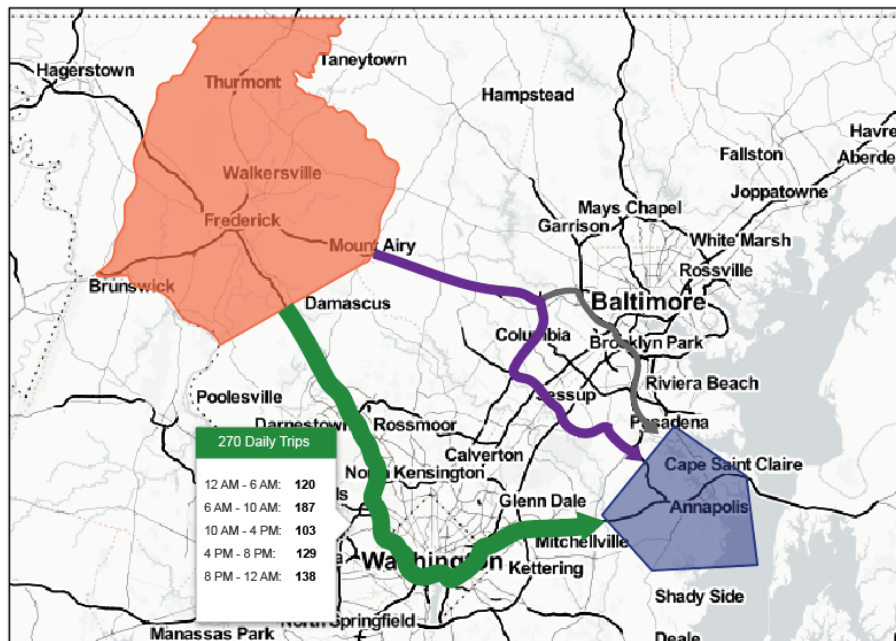 Hagerstown
Taneytown
Thurmont
Hampstead
Havre
Fallston
Aberde
Walkersville
Joppatowne
Mays Chapel
Frederick
Garrison
Mount Airy
White Marsh
Rossville
Brunswick
Damascus
Baltimore
Columbia
Brooklyn Park
Riviera Beach
Poolesville
Jessup
Darnestown
Rossmoor
Pasadena
270 Daily Trips
Calverton
Cape Saint Claire
North Kensington
12 AM - 6 AM: 120
6 AM - 10 AM: 187
Glenn Dale
Annapolis
10 AM - 4 PM: 103
4 PM - 8 PM: 129
Mitchellville
Washington
Kettering
8 PM - 12 AM: 138
Shady Side
North Springfield
Manassas Park
Deale